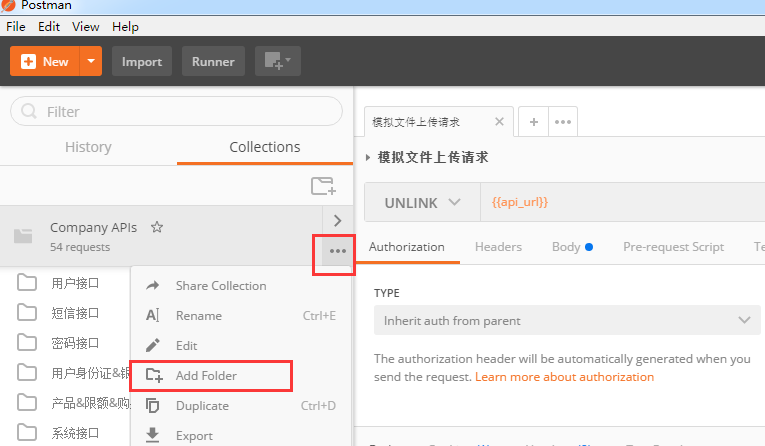 Postman
File Edit View Help
New Import Runner
Filter
History Collections
Company APIs
54 requests
用户接口
短信接口
密码接口
用户身份证&银
产品&限额&购
系统接口
Share Collection
Rename Ctrl+E
Edit
Add Folder
Duplicate Ctrl+D
Export
模拟文件上传请求
模拟文件上传请求
UNLINK {{api_url}}
Authorization Headers Body Pre-request Script Te
TYPE
Inherit auth from parent
The authorization header will be automatically generated when you
send the request. Learn more about authorization